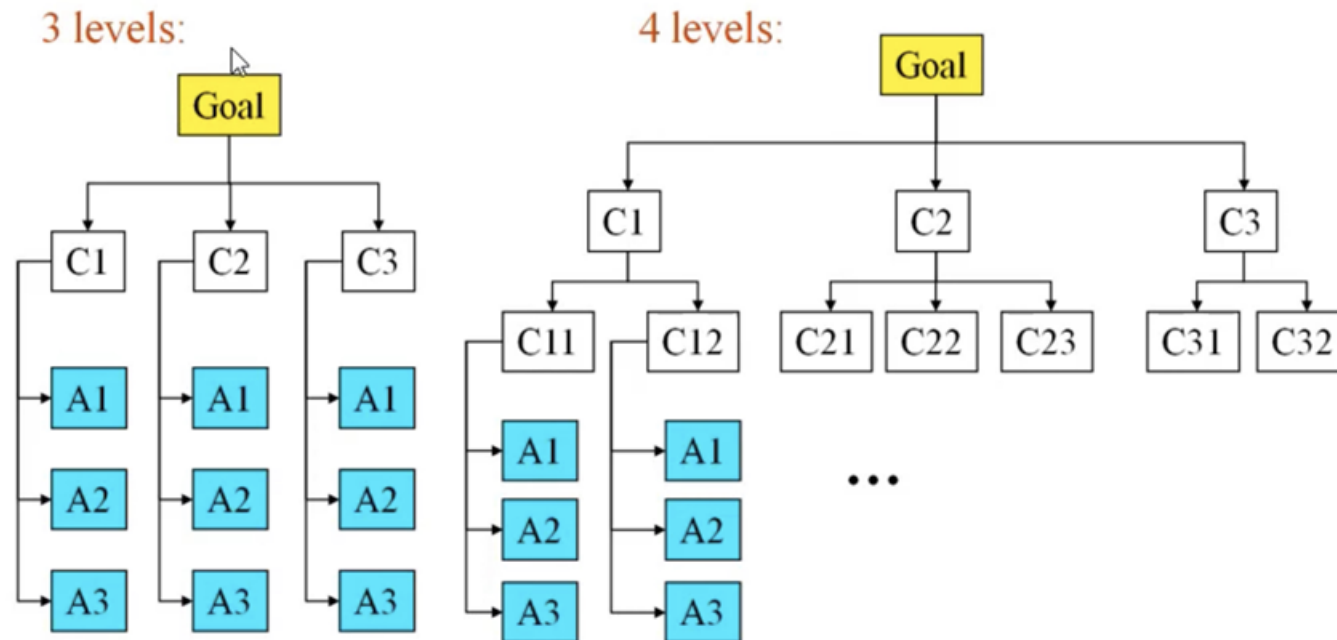 3 levels:
4 levels:
Goal
Goal
C1
C2
C3
C1
C2
C3
C11
C12
C21
C22
C23
C31
C32
A1
A1
A1
A1
A1
A2
A2
A2
A2
A2
...
A3
A3
A3
A3
A3